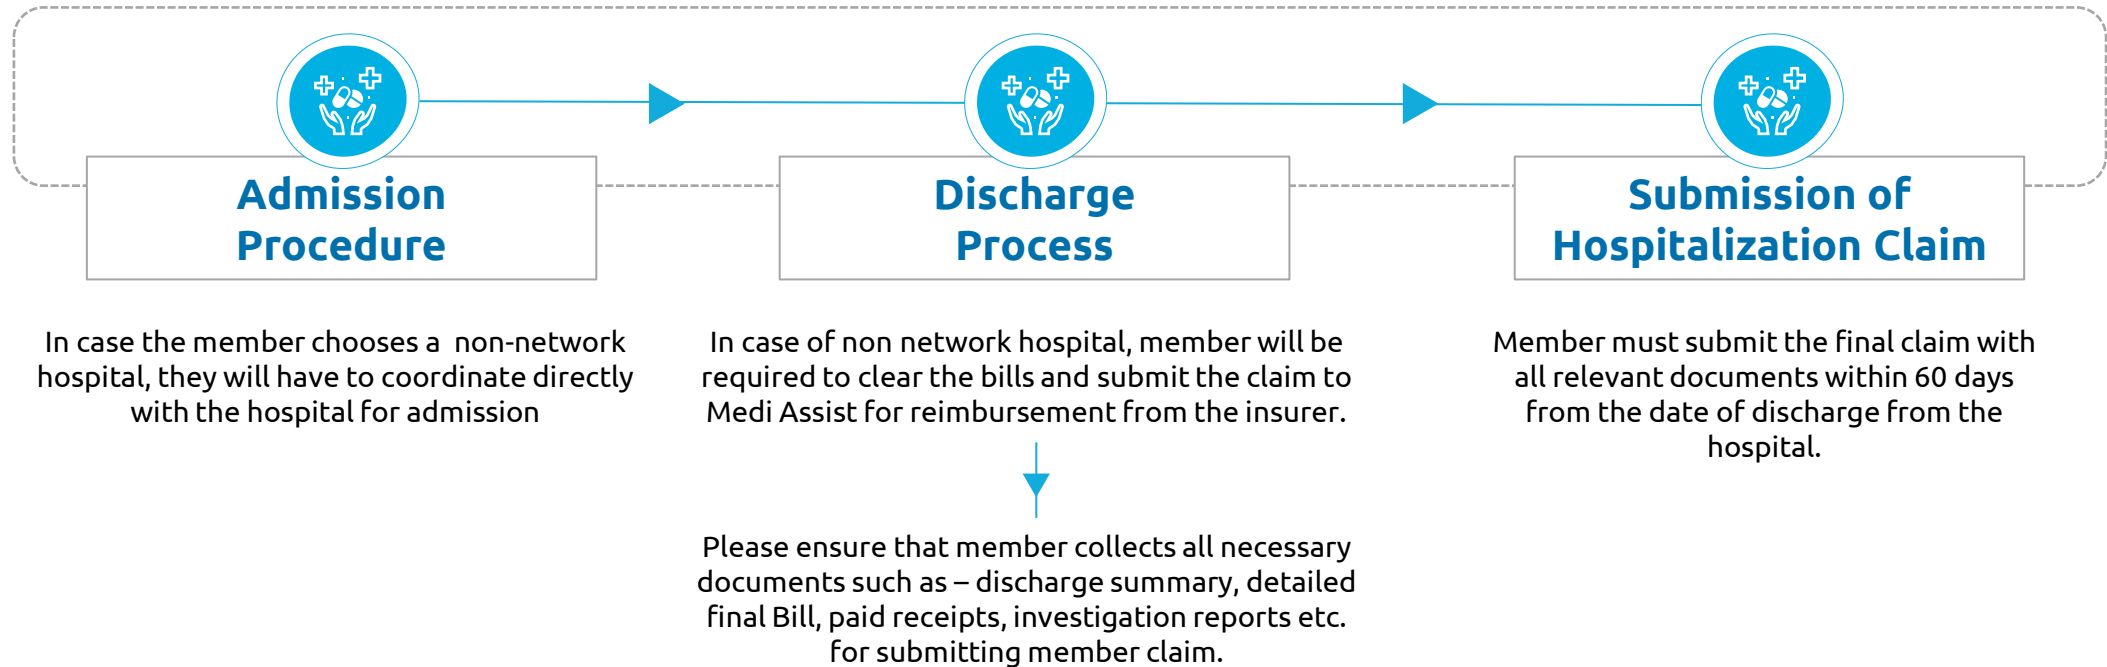 Admission
Procedure
In case the member chooses a  non-network
hospital, they will have to coordinate directly
with the hospital for admission
Discharge
Process
In case of non network hospital, member will be
required to clear the bills and submit the claim to
Medi Assist for reimbursement from the insurer.
Please ensure that member collects all necessary
documents such as – discharge summary, detailed
final Bill, paid receipts, investigation reports etc.
for submitting member claim.
Submission of
Hospitalization Claim
Member must submit the final claim with
all relevant documents within 60 days
from the date of discharge from the
hospital.